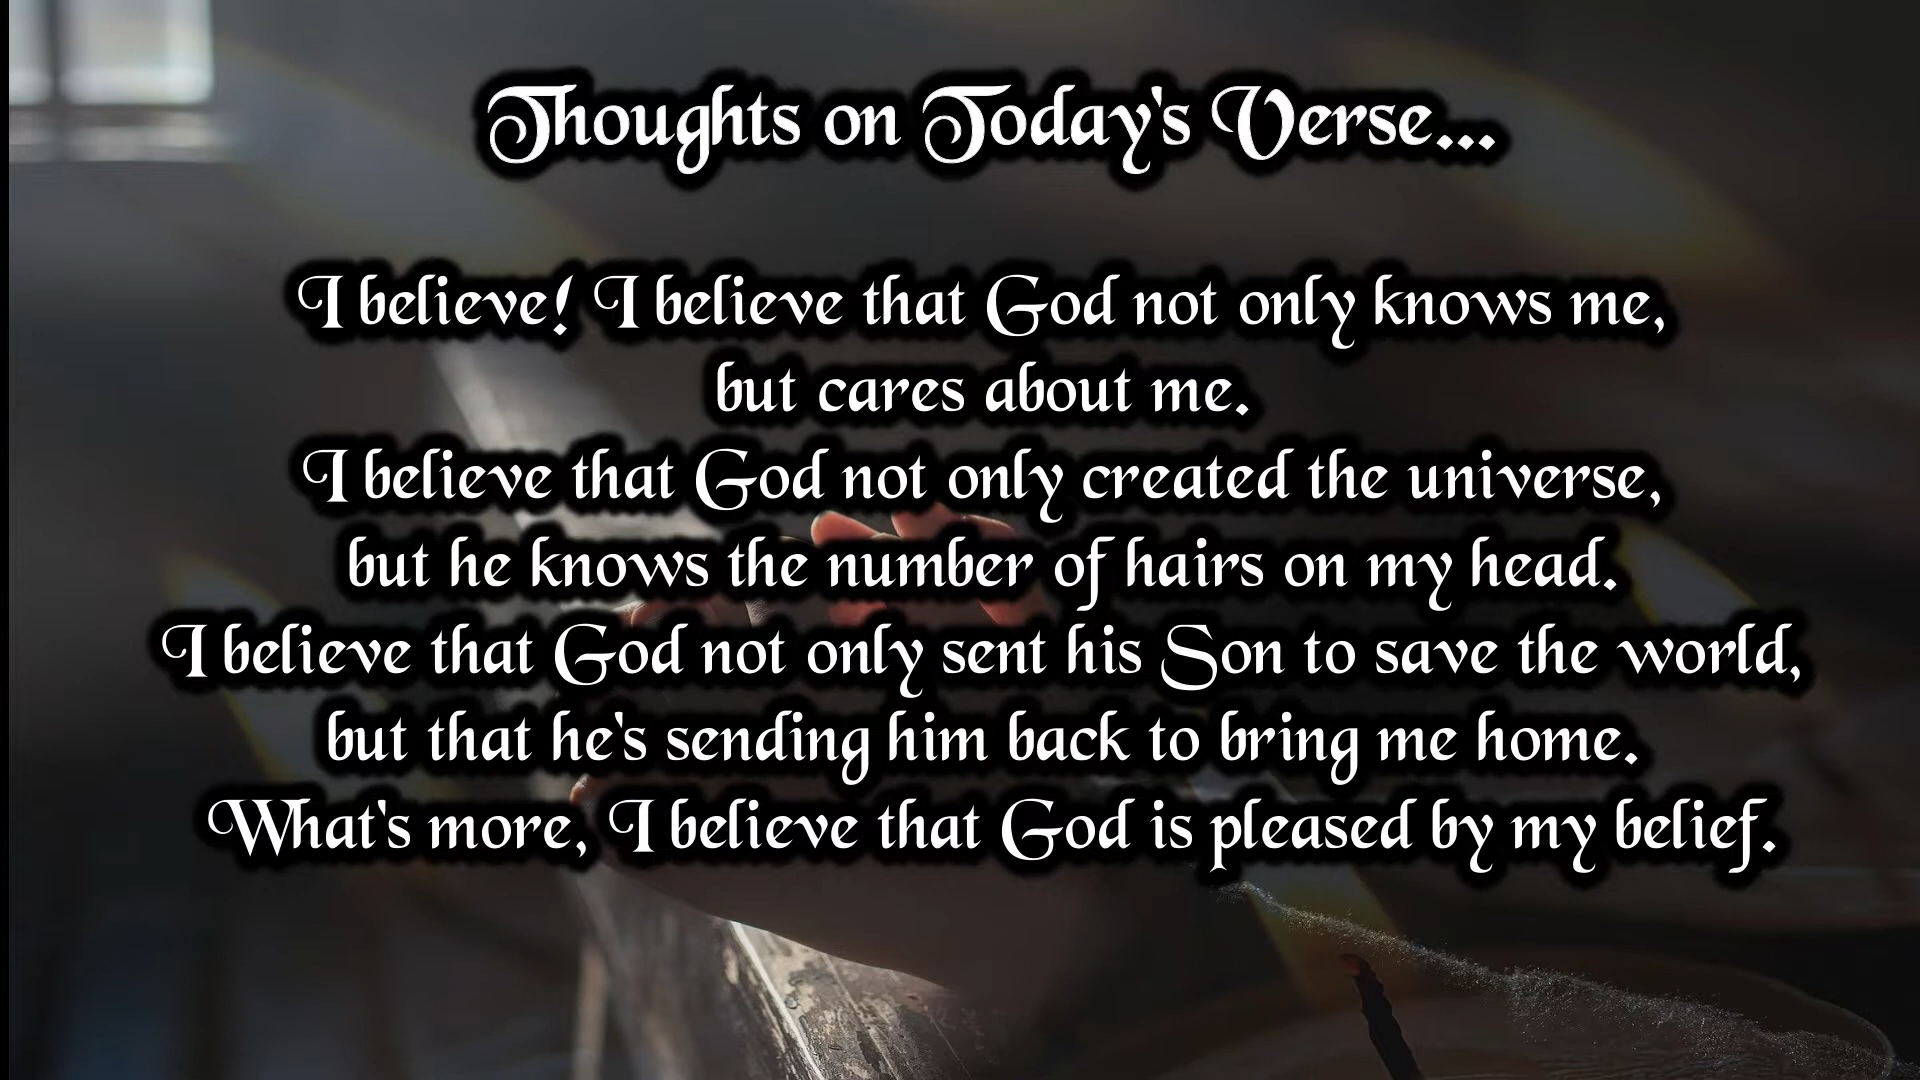 Thoughts on Today's Verse...
I believe! I believe that God not only knows me,
but cares about me.
I believe that God not only created the universe,
but he knows the number of hairs on my head.
I believe that God not only sent his Son to save the world,
but that he's sending him back to bring me home.
What's more, I believe that God is pleased by my belief.